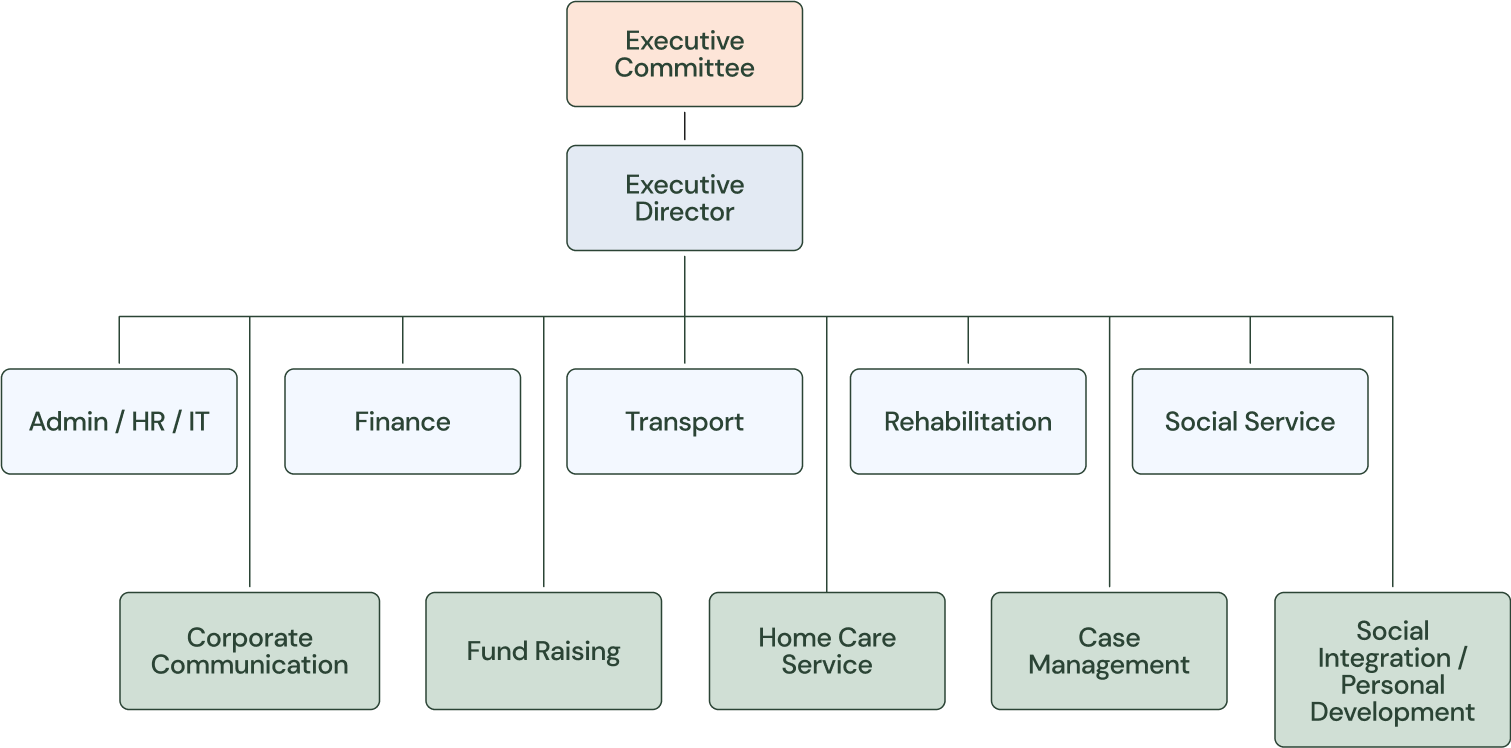 Executive
Committee
Executive
Director
Admin / HR / IT
Finance
Transport
Rehabilitation
Social Service
Corporate
Communication
Fund Raising
Home Care
Service
Case
Management
Social
Integration /
Personal
Development